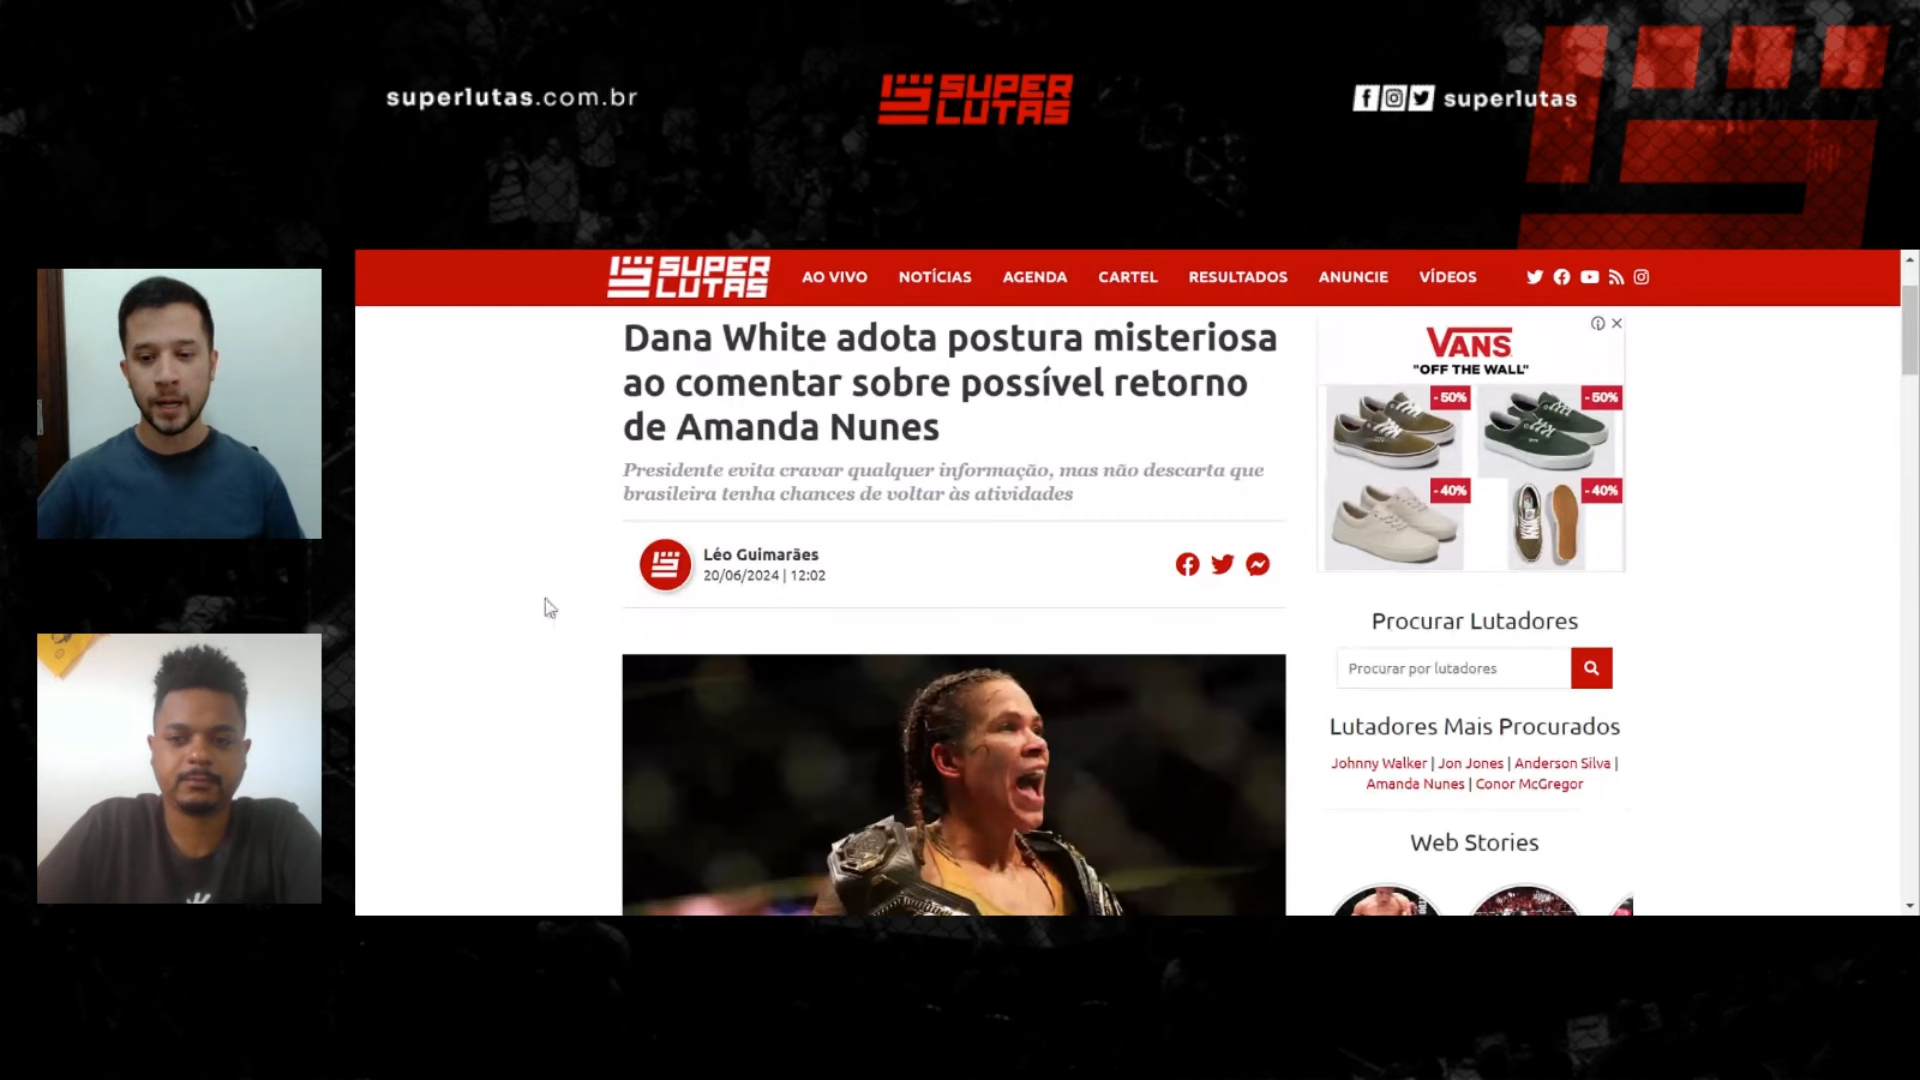 superlutas.com.br
SUPER
LUTAS
superlutas
SUPER
LUTAS
AO VIVO
NOTÍCIAS
AGENDA
CARTEL
RESULTADOS
ANUNCIE
VÍDEOS
Dana White adota postura misteriosa
ao comentar sobre possível retorno
de Amanda Nunes
Presidente evita cravar qualquer informação, mas não descarta que
brasileira tenha chances de voltar às atividades
Léo Guimarães
20/06/2024 | 12:02
VANS
"OFF THE WALL"
-50%
-50%
-40%
-40%
Procurar Lutadores
Procurar por lutadores
Lutadores Mais Procurados
Johnny Walker | Jon Jones | Anderson Silva |
Amanda Nunes | Conor McGregor
Web Stories